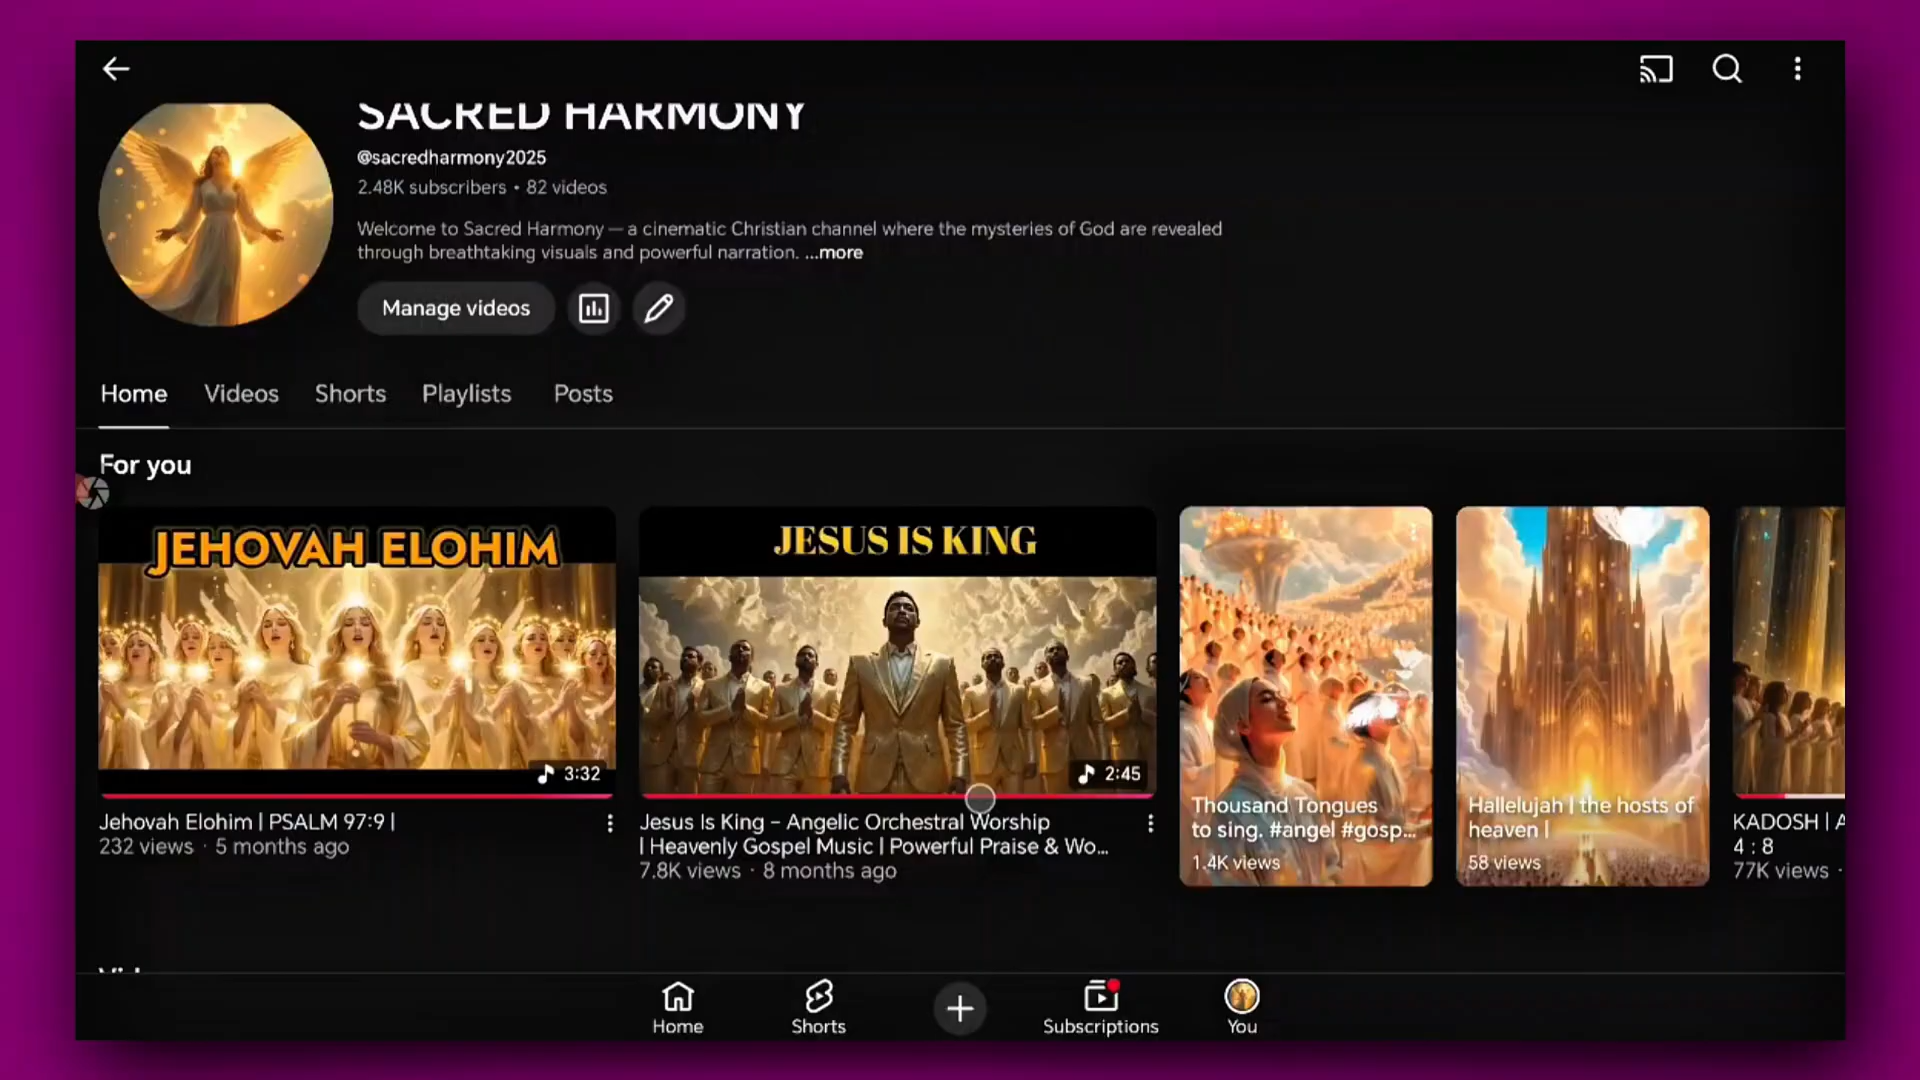 SACRED HARMONY
@sacredharmony2025
2.48K subscribers • 82 videos
Welcome to Sacred Harmony — a cinematic Christian channel where the mysteries of God are revealed
through breathtaking visuals and powerful narration. ...more
Manage videos
Home Videos Shorts Playlists Posts
For you
JEHOVAH ELOHIM
3:32
Jehovah Elohim | PSALM 97:9 |
232 views · 5 months ago
JESUS IS KING
2:45
Jesus Is King – Angelic Orchestral Worship
| Heavenly Gospel Music | Powerful Praise & Wo...
7.8K views · 8 months ago
Thousand Tongues
to sing. #angel #gosp...
1.4K views
Hallelujah | the hosts of
heaven |
58 views
KADOSH | A
4 : 8
77K views ·
Home Shorts Subscriptions You